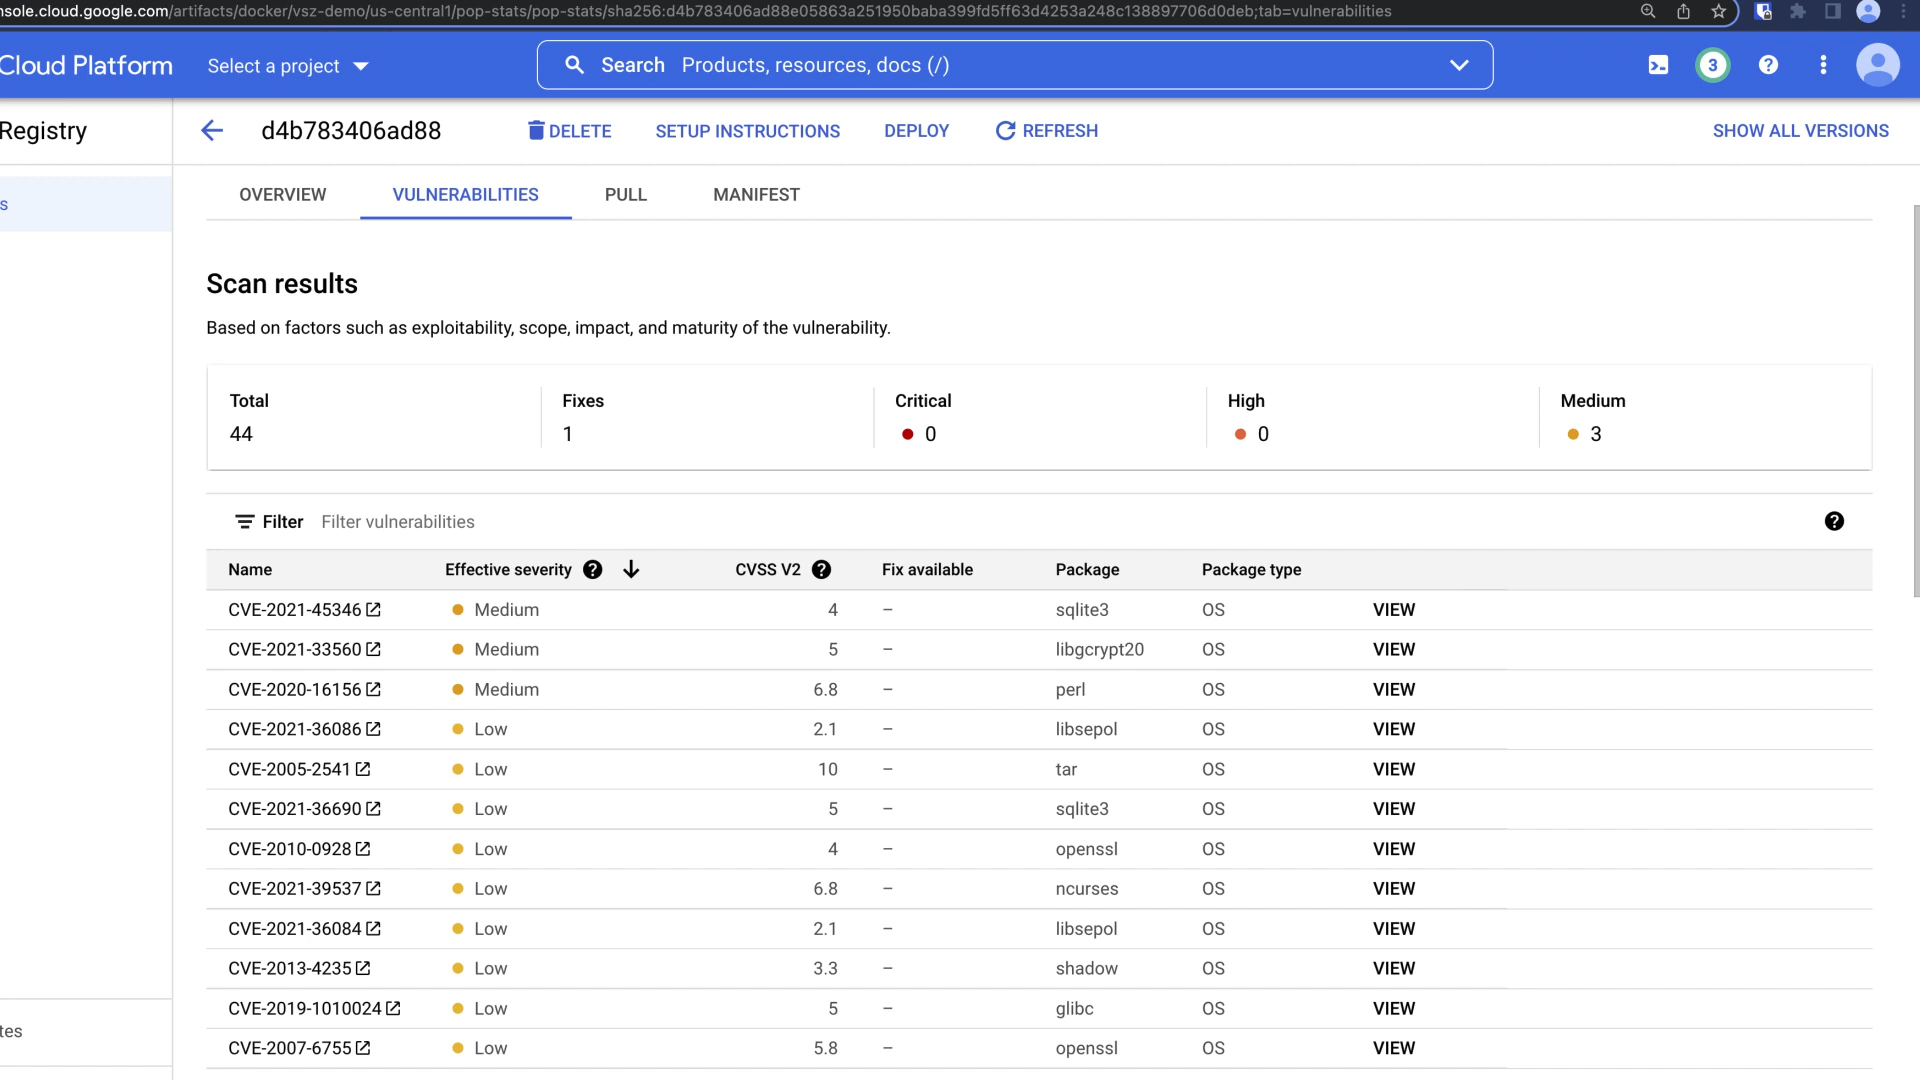 nsole.cloud.google.com/artifacts/docker/vsz-demo/us-central1/pop-stats/pop-stats/sha256:d4b783406ad88e05863a251950baba399fd5ff63d4253a248c138897706d0deb;tab=vulnerabilities
Cloud Platform Select a project Search Products, resources, docs (/) 3
Registry d4b783406ad88 DELETE SETUP INSTRUCTIONS DEPLOY REFRESH SHOW ALL VERSIONS
s OVERVIEW VULNERABILITIES PULL MANIFEST
Scan results
Based on factors such as exploitability, scope, impact, and maturity of the vulnerability.
Total Fixes Critical High Medium
44 1 0 0 3
Filter Filter vulnerabilities
Name Effective severity CVSS V2 Fix available Package Package type
CVE-2021-45346 Medium 4 – sqlite3 OS VIEW
CVE-2021-33560 Medium 5 – libgcrypt20 OS VIEW
CVE-2020-16156 Medium 6.8 – perl OS VIEW
CVE-2021-36086 Low 2.1 – libsepol OS VIEW
CVE-2005-2541 Low 10 – tar OS VIEW
CVE-2021-36690 Low 5 – sqlite3 OS VIEW
CVE-2010-0928 Low 4 – openssl OS VIEW
CVE-2021-39537 Low 6.8 – ncurses OS VIEW
CVE-2021-36084 Low 2.1 – libsepol OS VIEW
CVE-2013-4235 Low 3.3 – shadow OS VIEW
CVE-2019-1010024 Low 5 – glibc OS VIEW
tes
CVE-2007-6755 Low 5.8 – openssl OS VIEW